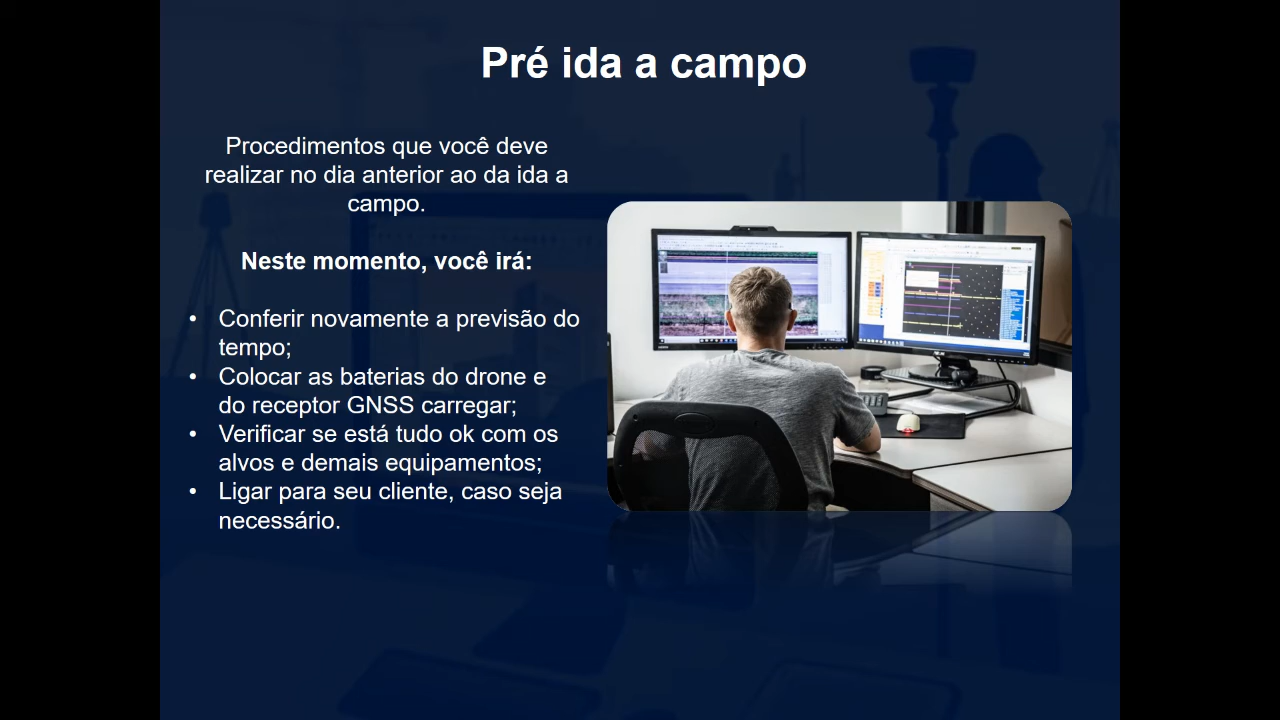 Pré ida a campo
Procedimentos que você deve
realizar no dia anterior ao da ida a
campo.
Neste momento, você irá:
• Conferir novamente a previsão do
tempo;
• Colocar as baterias do drone e
do receptor GNSS carregar;
• Verificar se está tudo ok com os
alvos e demais equipamentos;
• Ligar para seu cliente, caso seja
necessário.